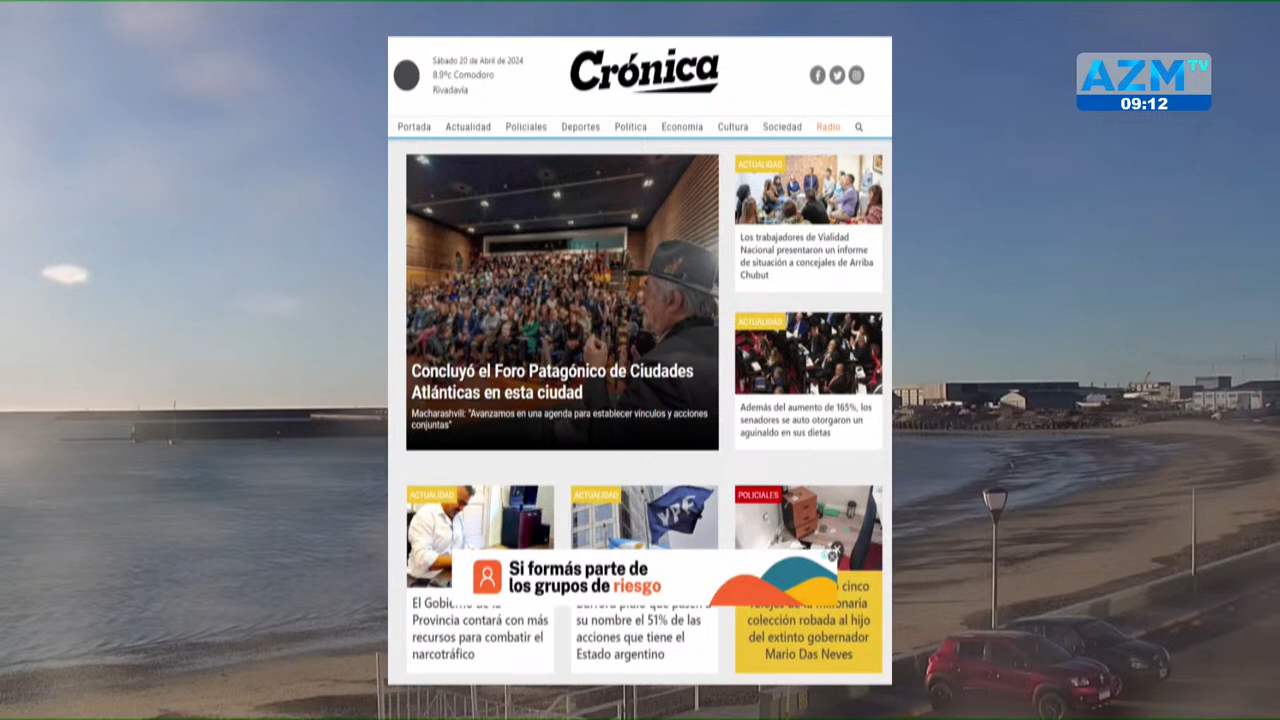 Sábado 20 de Abril de 2024
8.9ºc Comodoro
Rivadavia
Crónica
AZM TV
09:12
Portada Actualidad Policiales Deportes Política Economía Cultura Sociedad Radio
Concluyó el Foro Patagónico de Ciudades
Atlánticas en esta ciudad
Macharashvili: "Avanzamos en una agenda para establecer vínculos y acciones
conjuntas"
ACTUALIDAD
Los trabajadores de Vialidad
Nacional presentaron un informe
de situación a concejales de Arriba
Chubut
ACTUALIDAD
Además del aumento de 165%, los
senadores se auto otorgaron un
aguinaldo en sus dietas
ACTUALIDAD
El Gobierno de la
Provincia contará con más
recursos para combatir el
narcotráfico
ACTUALIDAD
YPF
su nombre el 51% de las
acciones que tiene el
Estado argentino
POLICIALES
cinco
colección robada al hijo
del extinto gobernador
Mario Das Neves
Si formás parte de
los grupos de riesgo